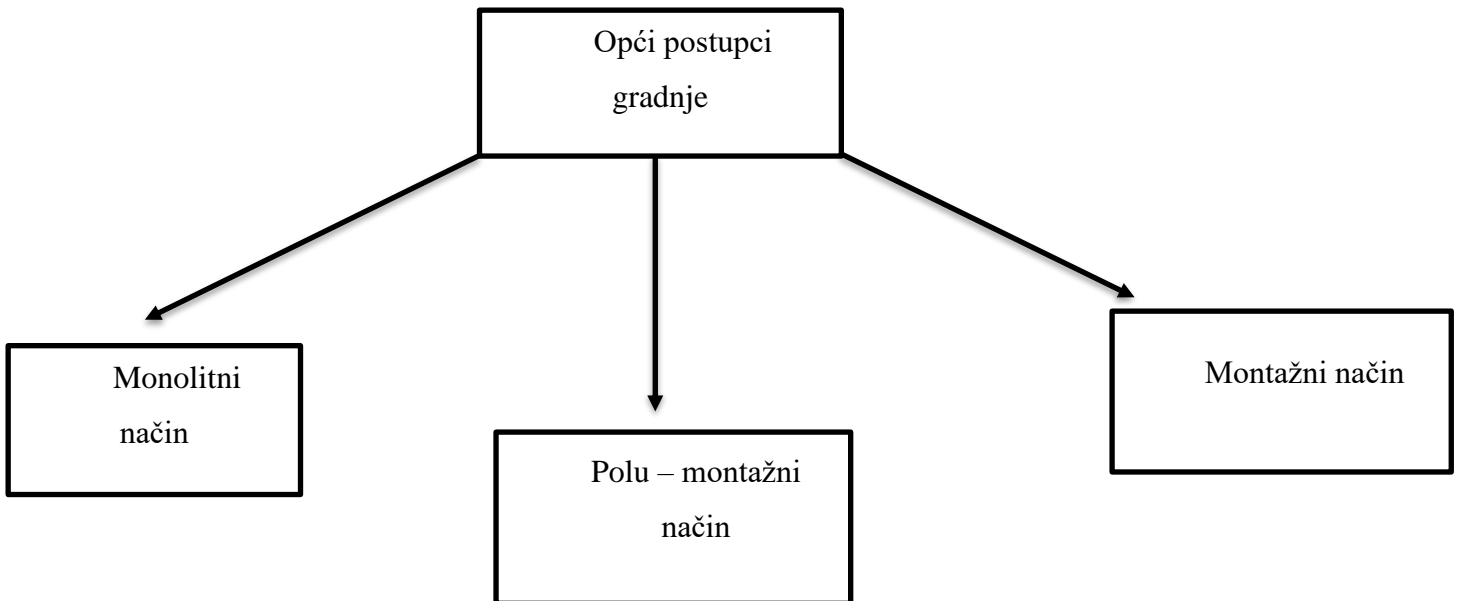 Opći postupci
gradnje
Monolitni
način
Polu – montažni
način
Montažni način